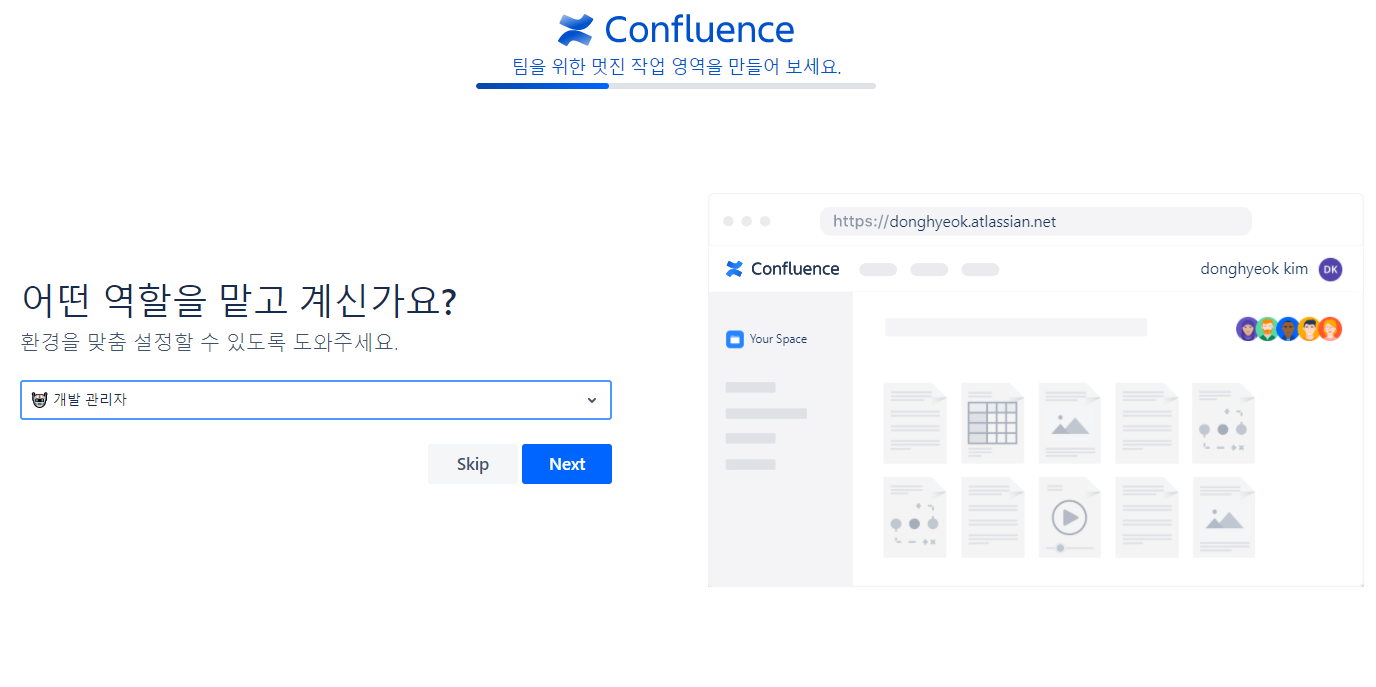 Confluence
팀을 위한 멋진 작업 영역을 만들어 보세요.
어떤 역할을 맡고 계신가요?
환경을 맞춤 설정할 수 있도록 도와주세요.
개발 관리자
Skip
Next
https://donghyeok.atlassian.net
Confluence
donghyeok kim
DK
Your Space